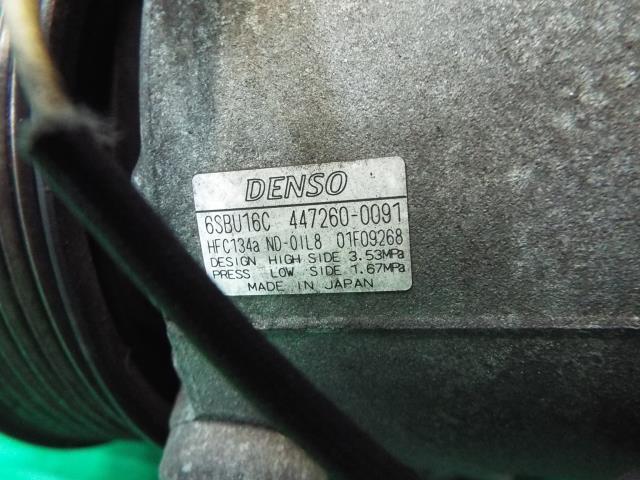 DENSO
6SBU16C 447260-0091
HFC134a ND-OIL8 01F09268
DESIGN HIGH SIDE 3.53MPa
PRESS LOW SIDE 1.67MPa
MADE IN JAPAN